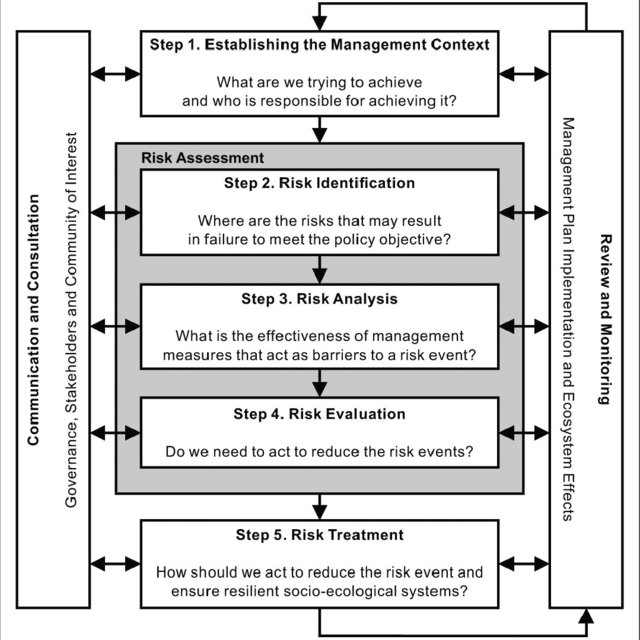 Step 1. Establishing the Management Context
What are we trying to achieve
and who is responsible for achieving it?
Risk Assessment
Step 2. Risk Identification
Where are the risks that may result
in failure to meet the policy objective?
Step 3. Risk Analysis
What is the effectiveness of management
measures that act as barriers to a risk event?
Step 4. Risk Evaluation
Do we need to act to reduce the risk events?
Step 5. Risk Treatment
How should we act to reduce the risk event and
ensure resilient socio-ecological systems?
Communication and Consultation
Governance, Stakeholders and Community of Interest
Review and Monitoring
Management Plan Implementation and Ecosystem Effects